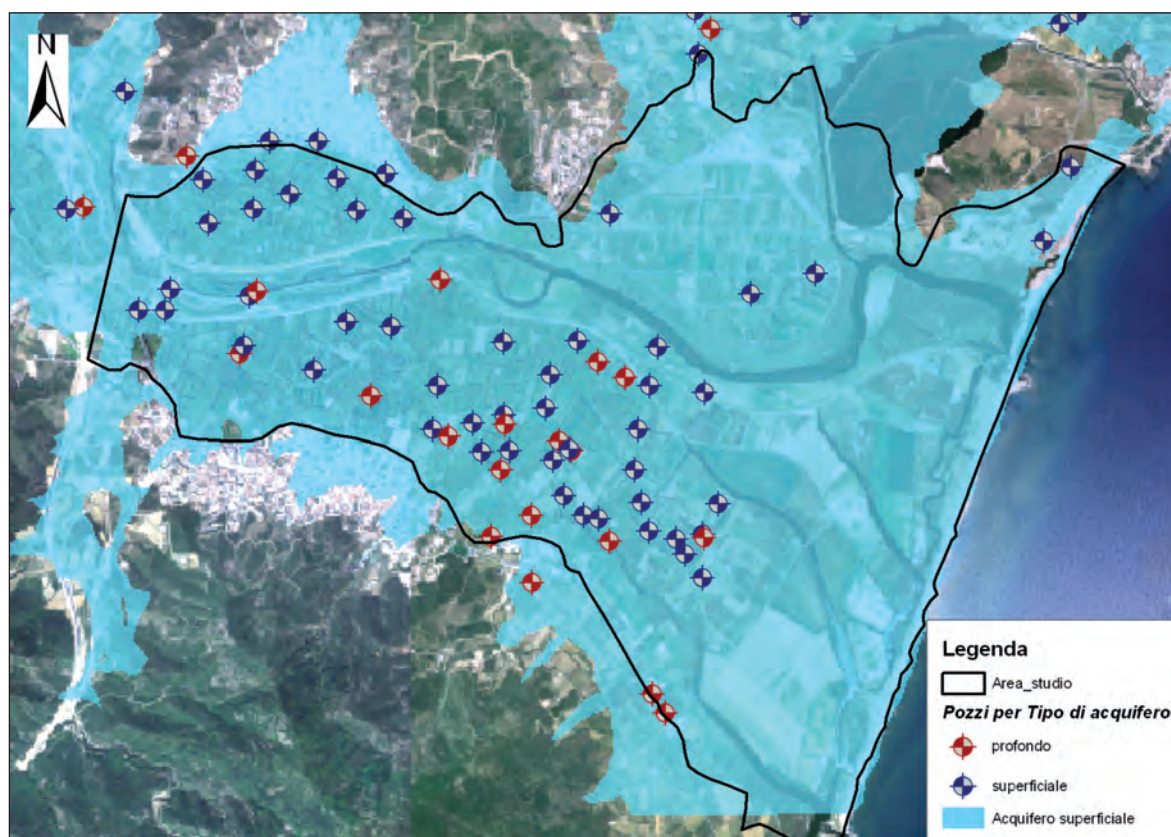 N
Legenda
Area_studio
Pozzi per Tipo di acquifero
profondo
superficiale
Acquifero superficiale